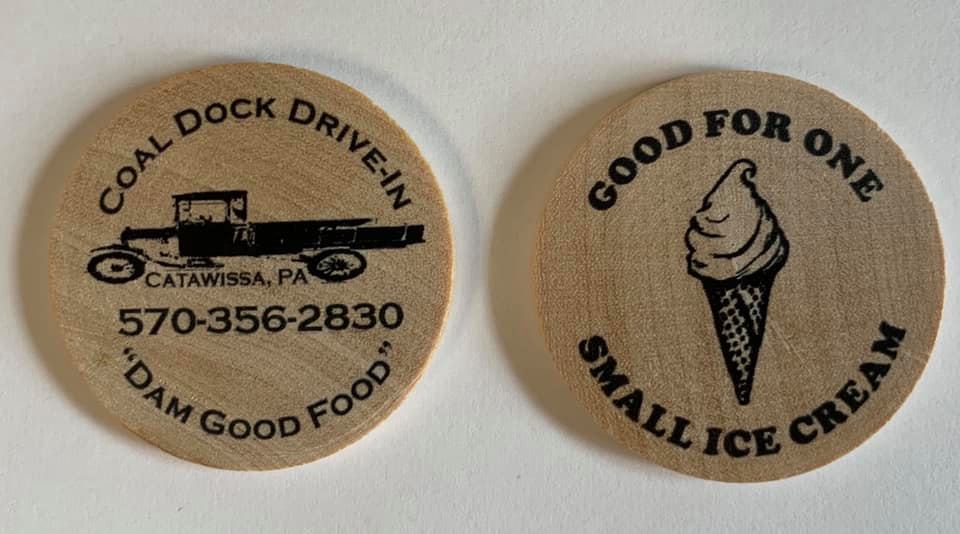 COAL DOCK DRIVE-IN
CATAWISSA, PA
570-356-2830
"DAM GOOD FOOD"
GOOD FOR ONE
SMALL ICE CREAM